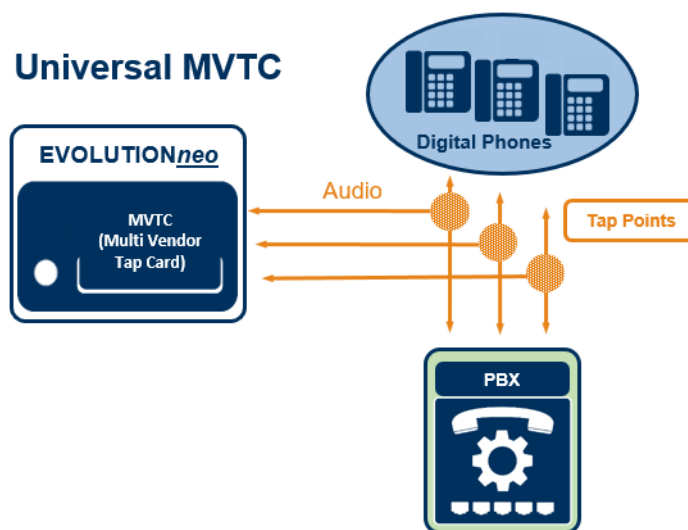 Universal MVTC
Digital Phones
EVOLUTIONneo
Audio
MVTC
(Multi Vendor
Tap Card)
Tap Points
PBX